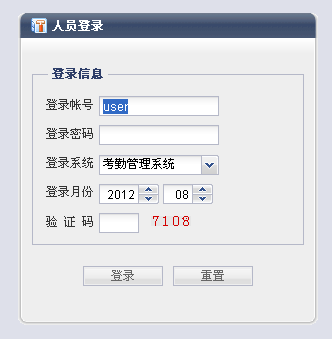 人员登录
登录信息
登录帐号 user
登录密码
登录系统 考勤管理系统
登录月份 2012 08
验 证 码 7108
登录 重置